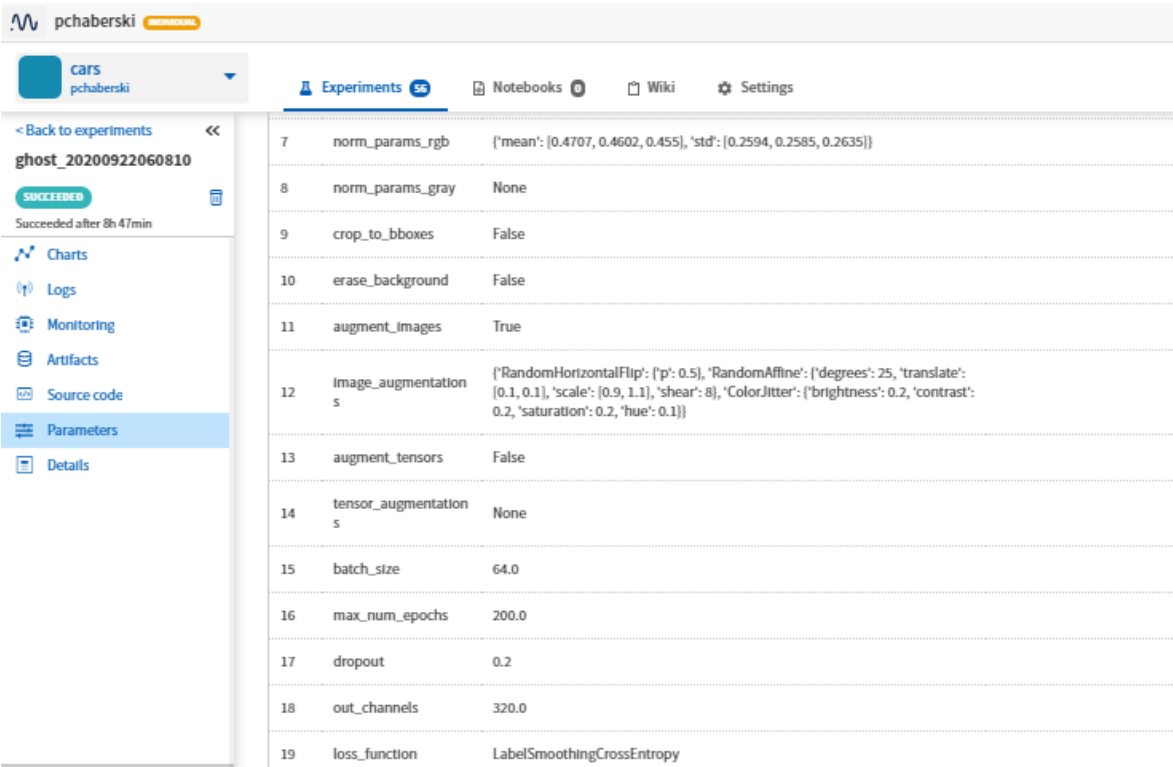 pchaberski INDIVIDUAL
cars
pchaberski
Experiments 56
Notebooks 0
Wiki
Settings
< Back to experiments
ghost_20200922060810
SUCCEEDED
Succeeded after 8h 47min
Charts
Logs
Monitoring
Artifacts
Source code
Parameters
Details
7 norm_params_rgb {'mean': [0.4707, 0.4602, 0.455], 'std': [0.2594, 0.2585, 0.2635]}
8 norm_params_gray None
9 crop_to_bboxes False
10 erase_background False
11 augment_images True
12 image_augmentation
s
{'RandomHorizontalFlip': {'p': 0.5}, 'RandomAffine': {'degrees': 25, 'translate':
[0.1, 0.1], 'scale': [0.9, 1.1], 'shear': 8}, 'ColorJitter': {'brightness': 0.2, 'contrast':
0.2, 'saturation': 0.2, 'hue': 0.1}}
13 augment_tensors False
14 tensor_augmentation
s
None
15 batch_size 64.0
16 max_num_epochs 200.0
17 dropout 0.2
18 out_channels 320.0
19 loss_function LabelSmoothingCrossEntropy